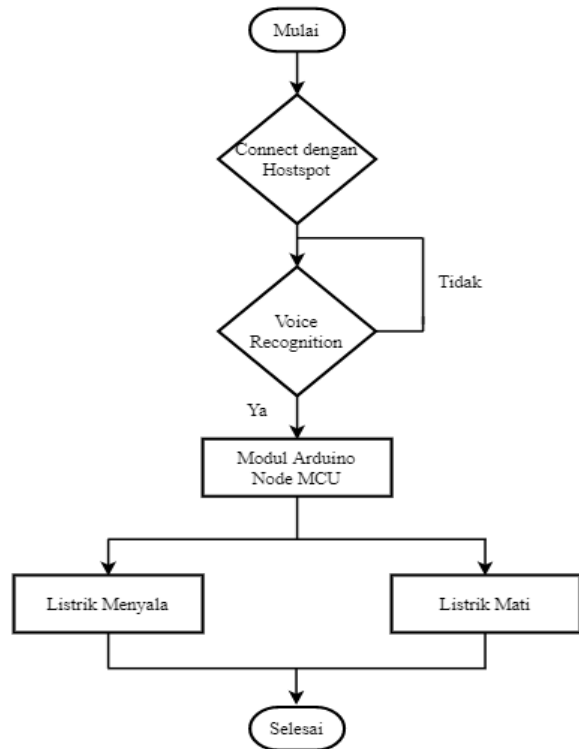 Mulai
Connect dengan
Hostspot
Tidak
Voice
Recognition
Ya
Modul Arduino
Node MCU
Listrik Menyala
Listrik Mati
Selesai